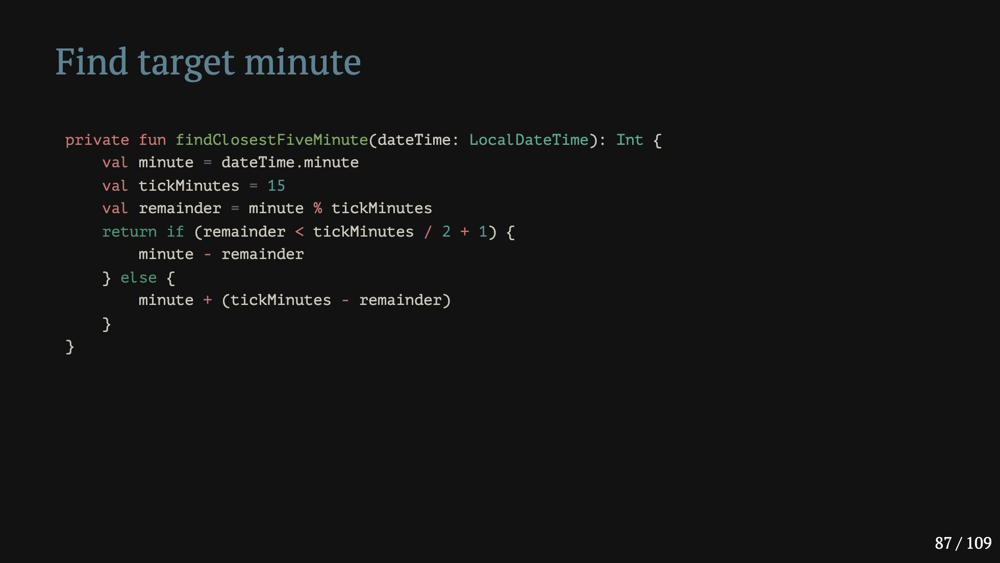 Find target minute
private fun findClosestFiveMinute(dateTime: LocalDateTime): Int {
    val minute = dateTime.minute
    val tickMinutes = 15
    val remainder = minute % tickMinutes
    return if (remainder < tickMinutes / 2 + 1) {
        minute - remainder
    } else {
        minute + (tickMinutes - remainder)
    }
}
87 / 109